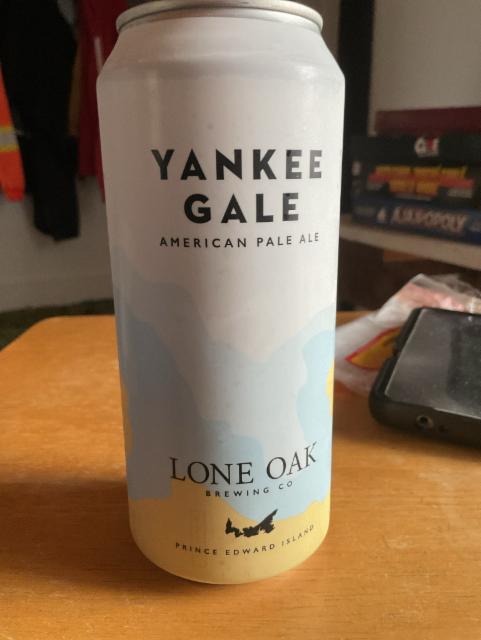 YANKEE
GALE
AMERICAN PALE ALE
LONE OAK
BREWING CO
PRINCE EDWARD ISLAND